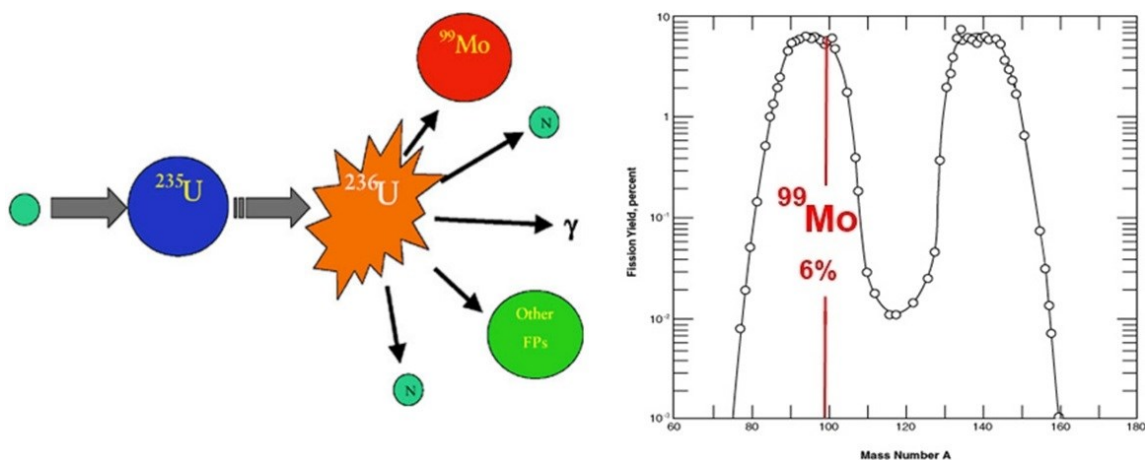 ⁹⁹Mo
N
²³⁵U
²³⁶U
γ
Other
FPs
N
Fission Yield, percent
10
1
10⁻¹
10⁻²
10⁻³
⁹⁹Mo
6%
60 80 100 120 140 160 180
Mass Number A